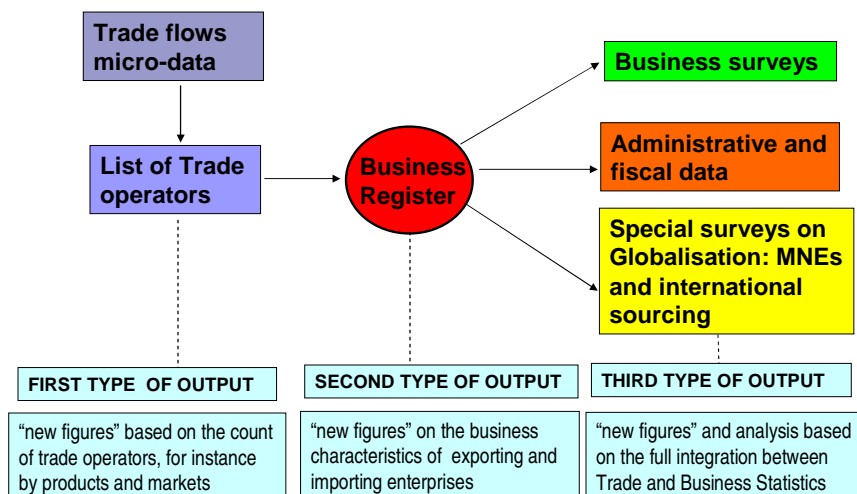 Trade flows
micro-data
Business surveys
List of Trade
operators
Business
Register
Administrative and
fiscal data
Special surveys on
Globalisation: MNEs
and international
sourcing
FIRST TYPE OF OUTPUT
SECOND TYPE OF OUTPUT
THIRD TYPE OF OUTPUT
“new figures” based on the count
of trade operators, for instance
by products and markets
“new figures” on the business
characteristics of exporting and
importing enterprises
“new figures” and analysis based
on the full integration between
Trade and Business Statistics